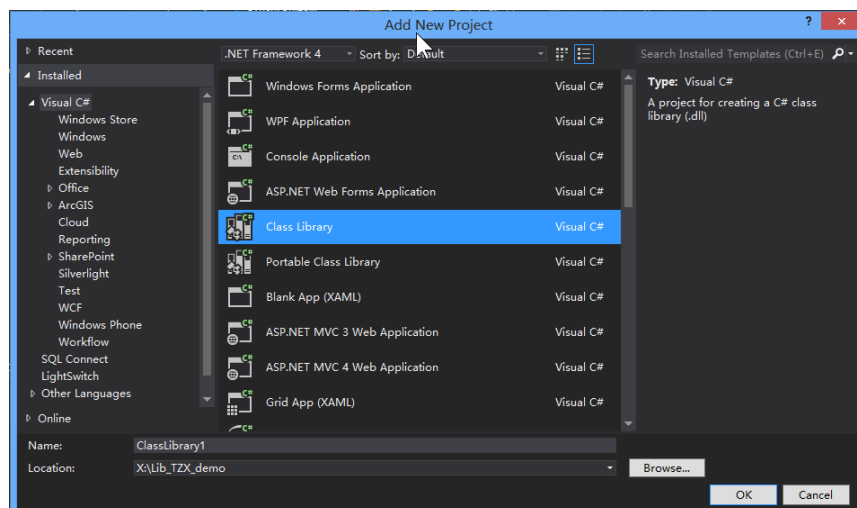 Add New Project
? ×
Recent
.NET Framework 4 Sort by: Default
Search Installed Templates (Ctrl+E)
Installed
Visual C#
Windows Store
Windows
Web
Extensibility
Office
ArcGIS
Cloud
Reporting
SharePoint
Silverlight
Test
WCF
Windows Phone
Workflow
SQL Connect
LightSwitch
Other Languages
Online
Windows Forms Application Visual C#
WPF Application Visual C#
Console Application Visual C#
ASP.NET Web Forms Application Visual C#
Class Library Visual C#
Portable Class Library Visual C#
Blank App (XAML) Visual C#
ASP.NET MVC 3 Web Application Visual C#
ASP.NET MVC 4 Web Application Visual C#
Grid App (XAML) Visual C#
Type: Visual C#
A project for creating a C# class
library (.dll)
Name: ClassLibrary1
Location: X:\Lib_TZX_demo
Browse...
OK Cancel